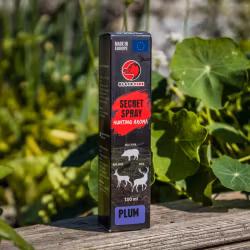 MADE IN
EUROPE
SECRET
SPRAY
HUNTING AROMA
100 ml
PLUM